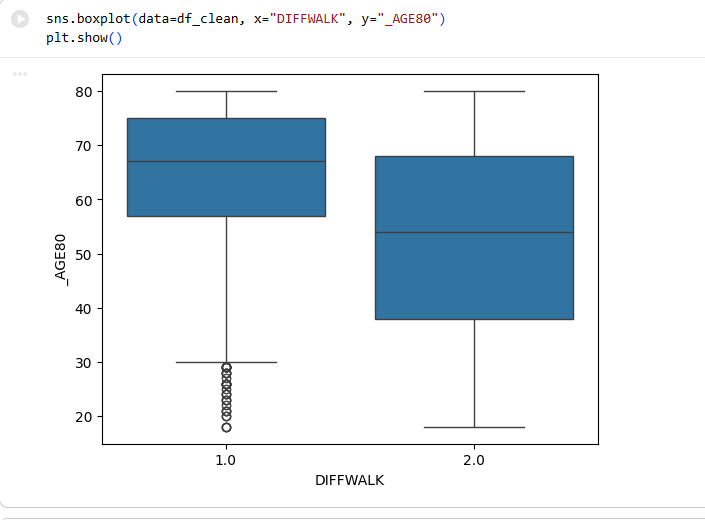 sns.boxplot(data=df_clean, x="DIFFWALK", y="_AGE80")
plt.show()
80
70
60
50
40
30
20
_AGE80
1.0 2.0
DIFFWALK